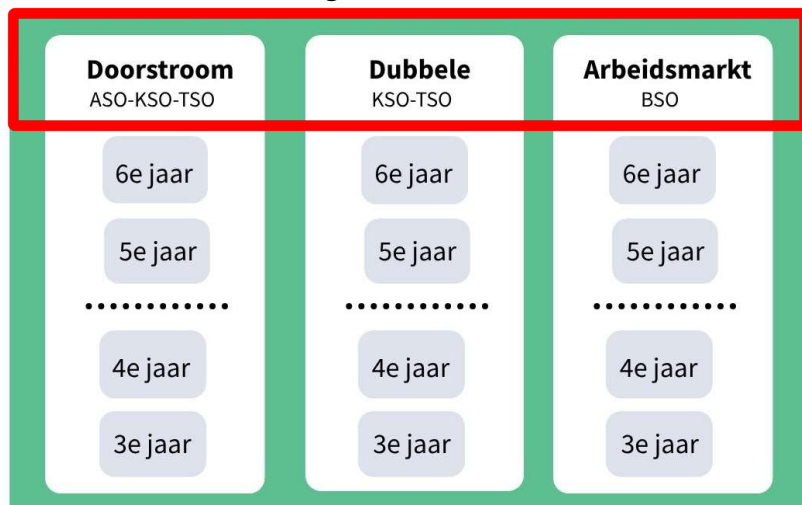 Doorstroom
ASO-KSO-TSO
6e jaar
5e jaar
4e jaar
3e jaar
Dubbele
KSO-TSO
6e jaar
5e jaar
4e jaar
3e jaar
Arbeidsmarkt
BSO
6e jaar
5e jaar
4e jaar
3e jaar